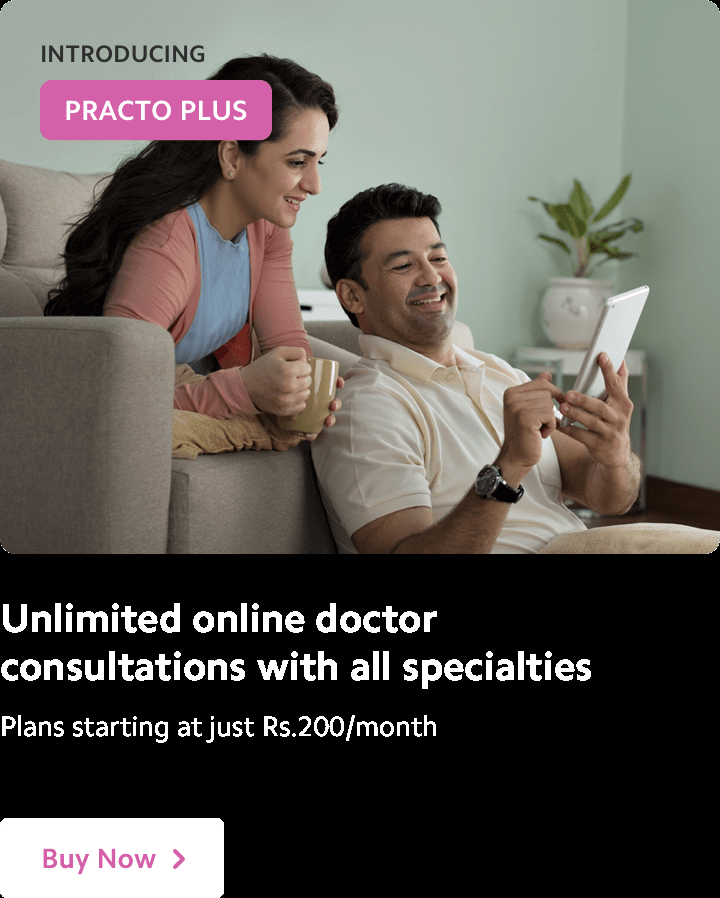 INTRODUCING
PRACTO PLUS
Unlimited online doctor
consultations with all specialties
Plans starting at just Rs.200/month
Buy Now